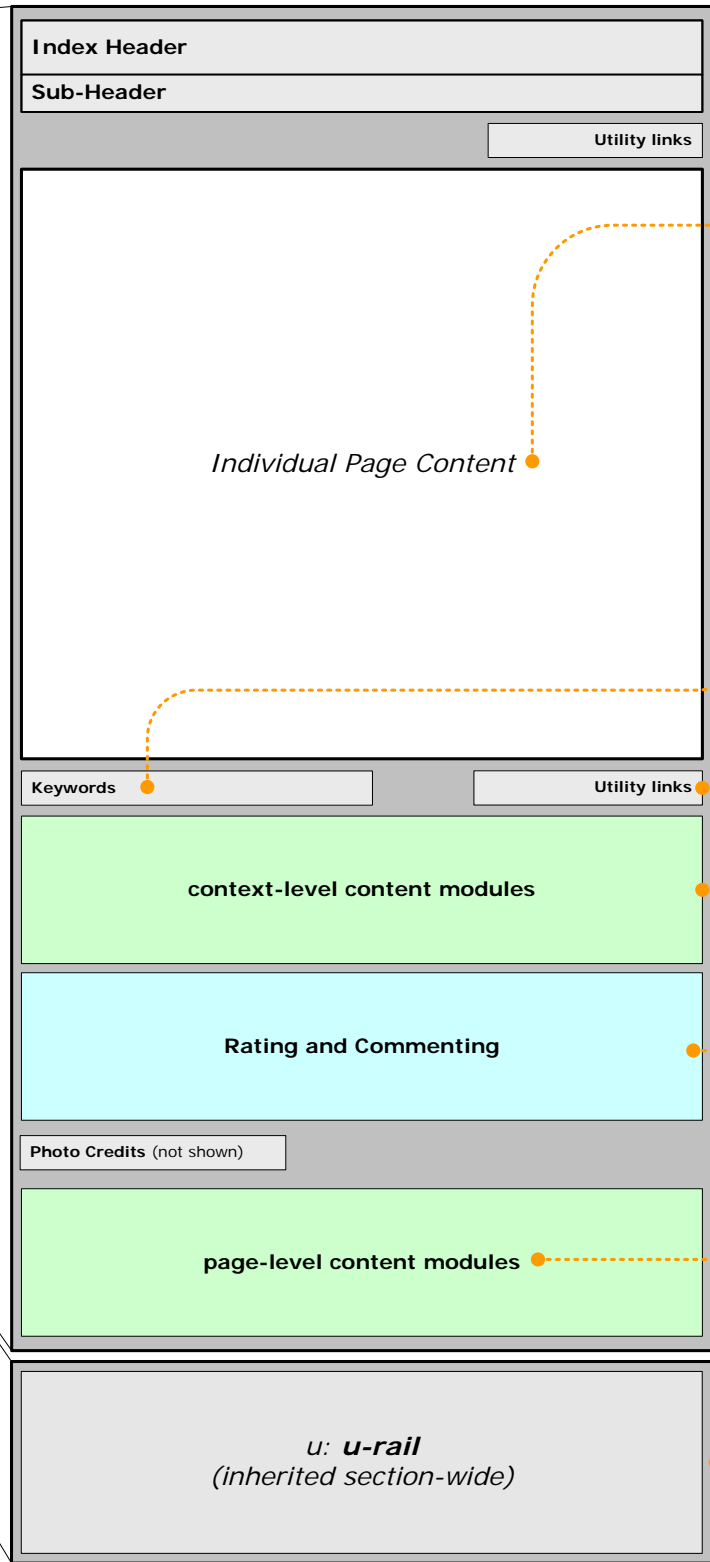 Index Header
Sub-Header
Utility links
Individual Page Content
Keywords
Utility links
context-level content modules
Rating and Commenting
Photo Credits (not shown)
page-level content modules
u: u-rail
(inherited section-wide)